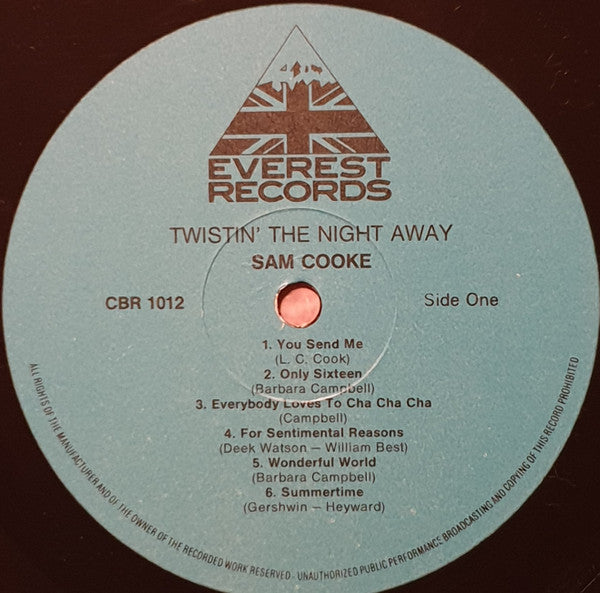 EVEREST
RECORDS
TWISTIN' THE NIGHT AWAY
SAM COOKE
CBR 1012
Side One
1. You Send Me
(L. C. Cook)
2. Only Sixteen
(Barbara Campbell)
3. Everybody Loves To Cha Cha Cha
(Campbell)
4. For Sentimental Reasons
(Deek Watson – William Best)
5. Wonderful World
(Barbara Campbell)
6. Summertime
(Gershwin – Heyward)
ALL RIGHTS OF THE MANUFACTURER AND OF THE OWNER OF THE RECORDED WORK RESERVED - UNAUTHORIZED PUBLIC PERFORMANCE BROADCASTING AND COPYING OF THIS RECORD PROHIBITED